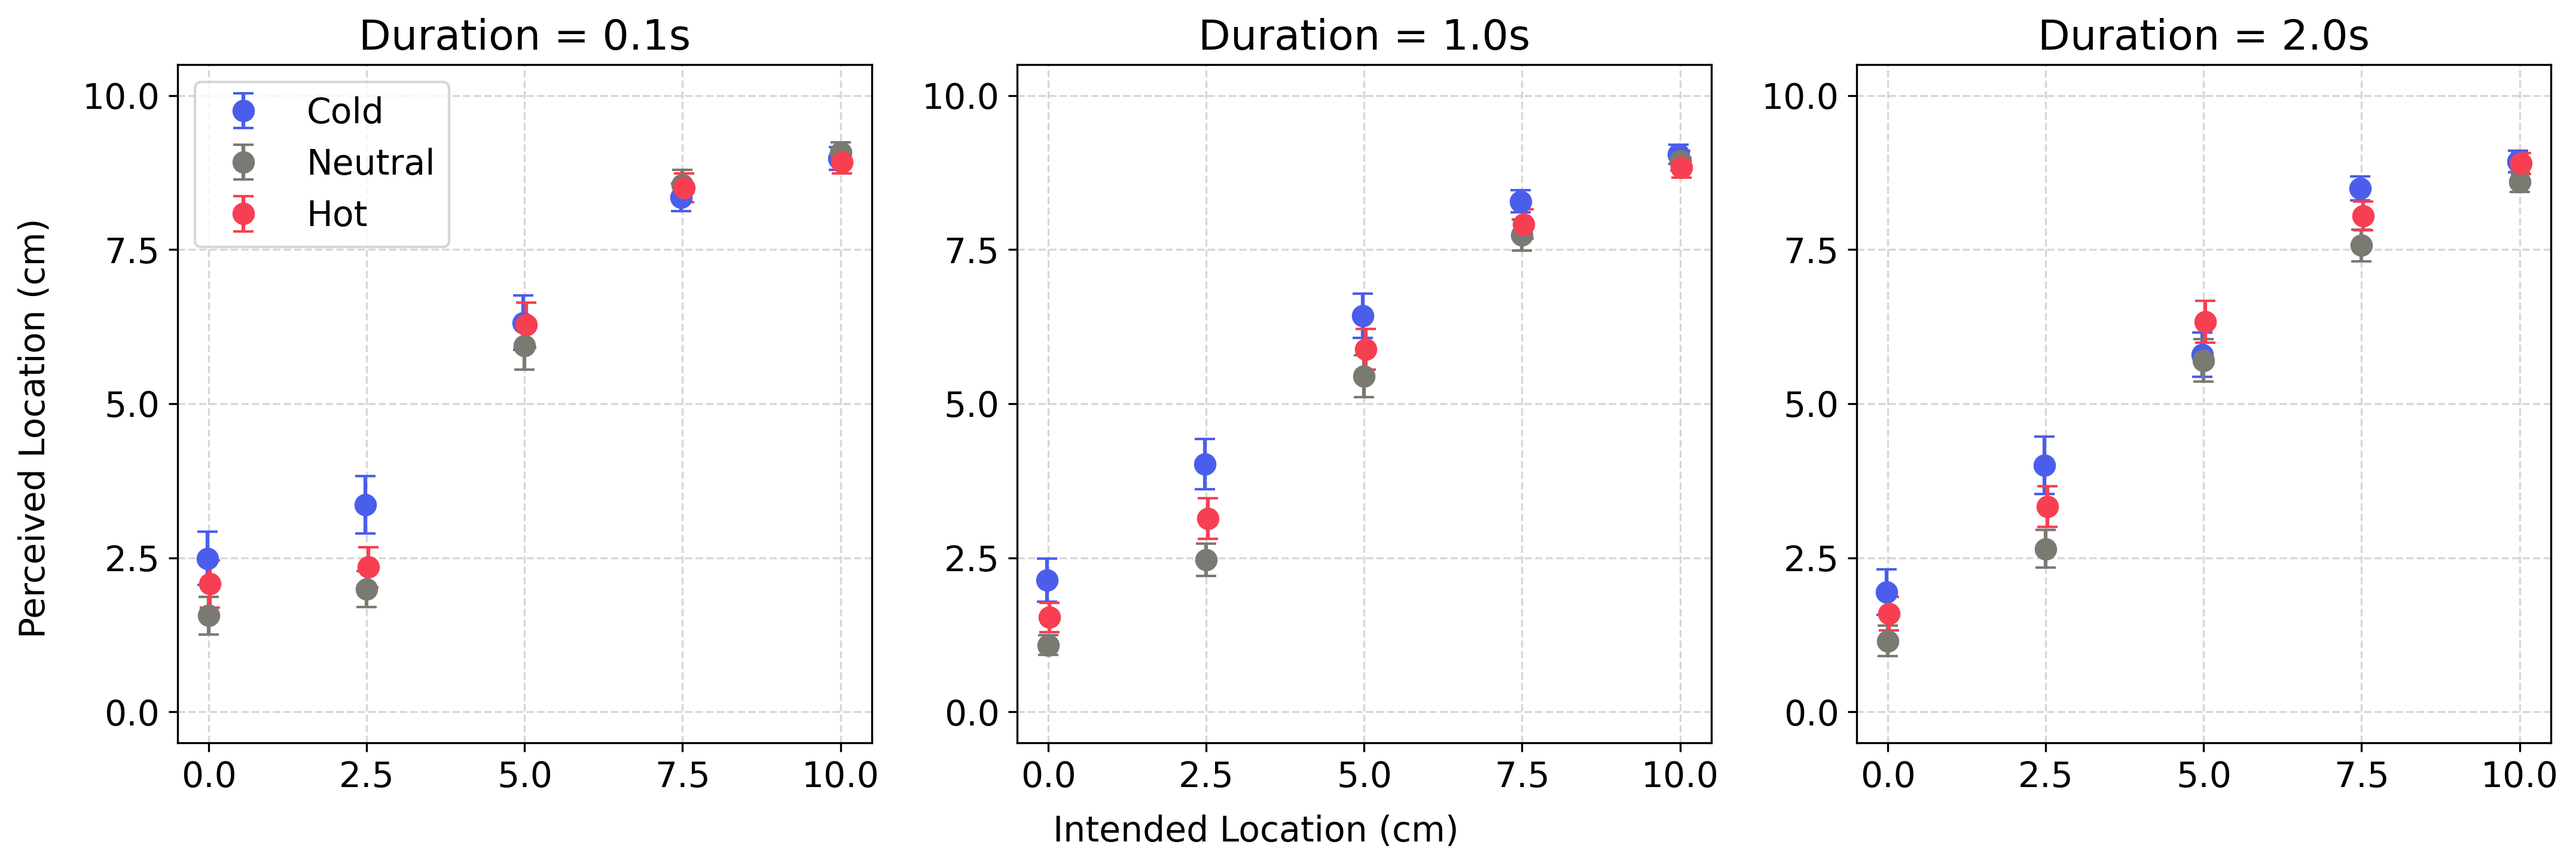 Duration = 0.1s
Duration = 1.0s
Duration = 2.0s
Perceived Location (cm)
10.0
7.5
5.0
2.5
0.0
Cold
Neutral
Hot
0.0 2.5 5.0 7.5 10.0
10.0
7.5
5.0
2.5
0.0
0.0 2.5 5.0 7.5 10.0
10.0
7.5
5.0
2.5
0.0
0.0 2.5 5.0 7.5 10.0
Intended Location (cm)